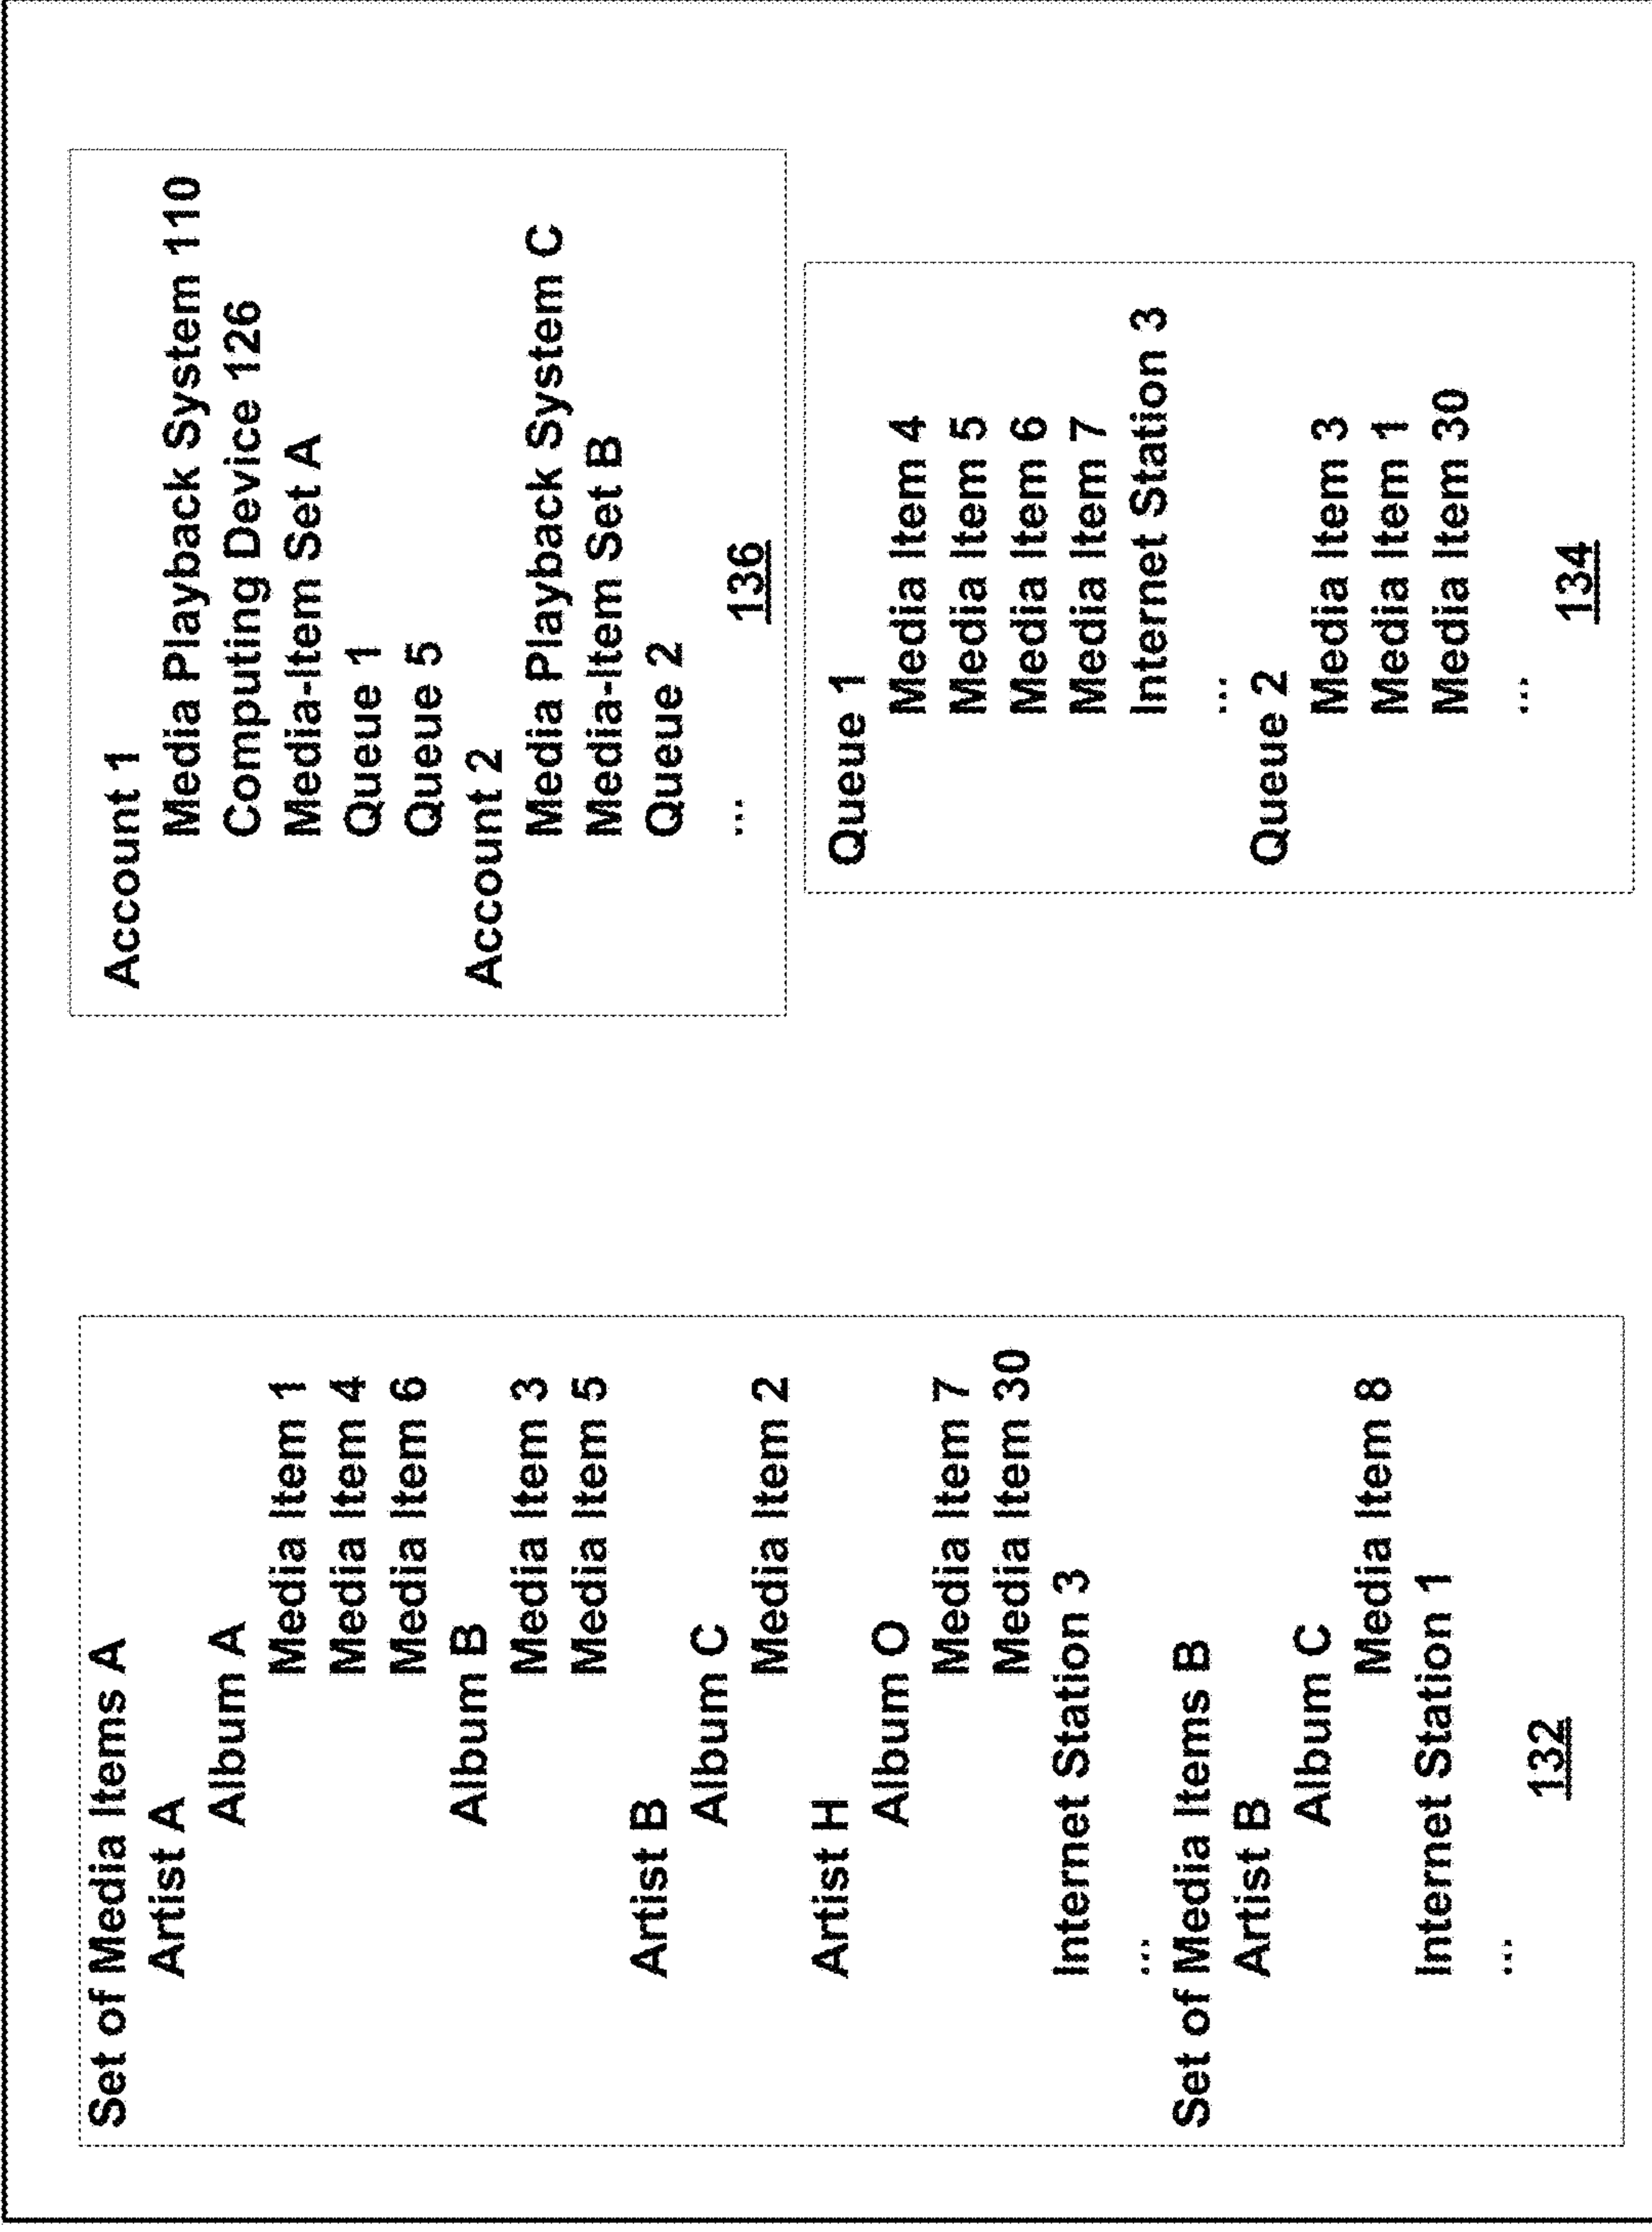 Set of Media Items A
Artist A
Album A
Media Item 1
Media Item 4
Media Item 6
Album B
Media Item 3
Media Item 5
Artist B
Album C
Media Item 2
Artist H
Album O
Media Item 7
Media Item 30
Internet Station 3
...
Set of Media Items B
Artist B
Album C
Media Item 8
Internet Station 1
...
132
Account 1
Media Playback System 110
Computing Device 126
Media-Item Set A
Queue 1
Queue 5
Account 2
Media Playback System C
Media-Item Set B
Queue 2
...
136
Queue 1
Media Item 4
Media Item 5
Media Item 6
Media Item 7
Internet Station 3
...
Queue 2
Media Item 3
Media Item 1
Media Item 30
...
134